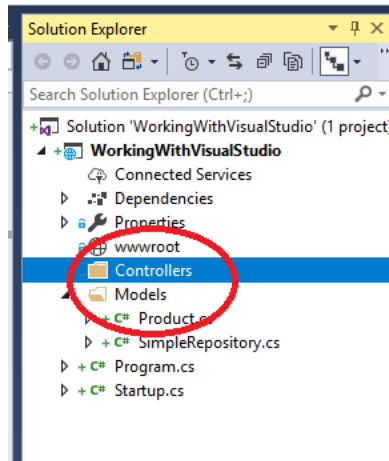 Solution Explorer
Search Solution Explorer (Ctrl+;)
Solution 'WorkingWithVisualStudio' (1 project
WorkingWithVisualStudio
Connected Services
Dependencies
Properties
wwwroot
Controllers
Models
C# Product.cs
C# SimpleRepository.cs
C# Program.cs
C# Startup.cs